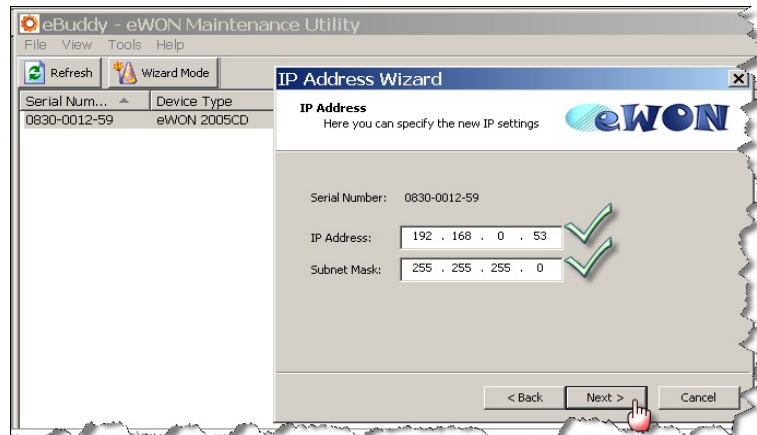 eBuddy - eWON Maintenance Utility
File View Tools Help
Refresh Wizard Mode
Serial Num... Device Type
0830-0012-59 eWON 2005CD
IP Address Wizard
IP Address
Here you can specify the new IP settings
eWON
Serial Number: 0830-0012-59
IP Address: 192 . 168 . 0 . 53
Subnet Mask: 255 . 255 . 255 . 0
< Back Next > Cancel